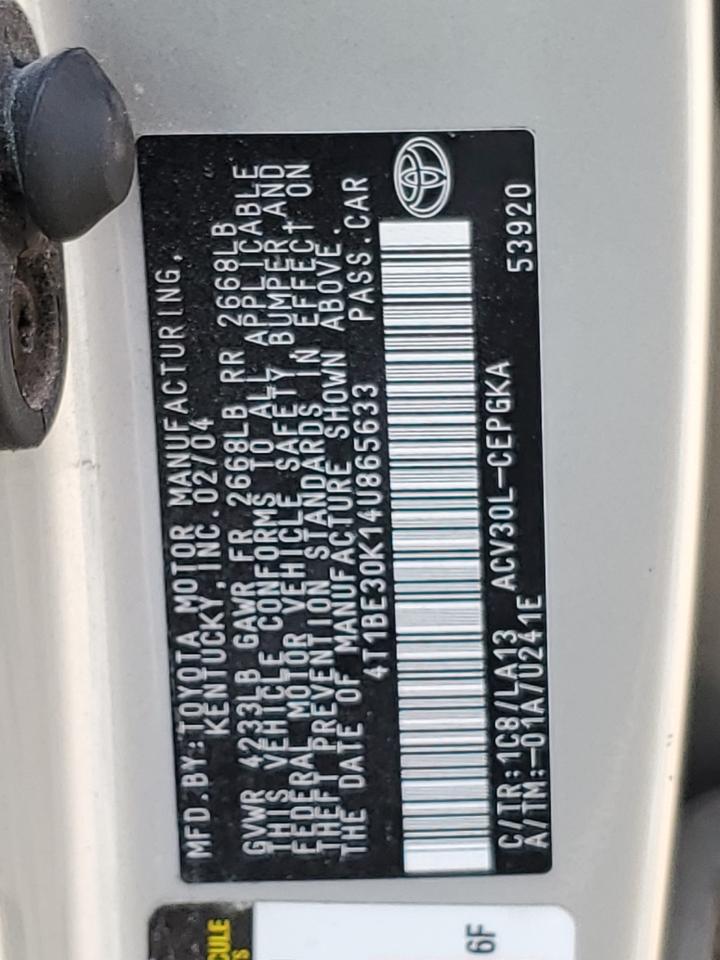 MFD.BY:TOYOTA MOTOR MANUFACTURING,
KENTUCKY,INC.02/04
GVWR 4233LB GAWR FR 2668LB RR 2668LB
THIS VEHICLE CONFORMS TO ALL APPLICABLE
FEDERAL MOTOR VEHICLE SAFETY, BUMPER,AND
THEFT PREVENTION STANDARDS IN EFFECT ON
THE DATE OF MANUFACTURE SHOWN ABOVE.
4T1BE30K14U865633 PASS.CAR
C/TR:1C8/LA13 ACV30L-CEPGKA 53920
A/TM:-01A/U241E
CULE
6F